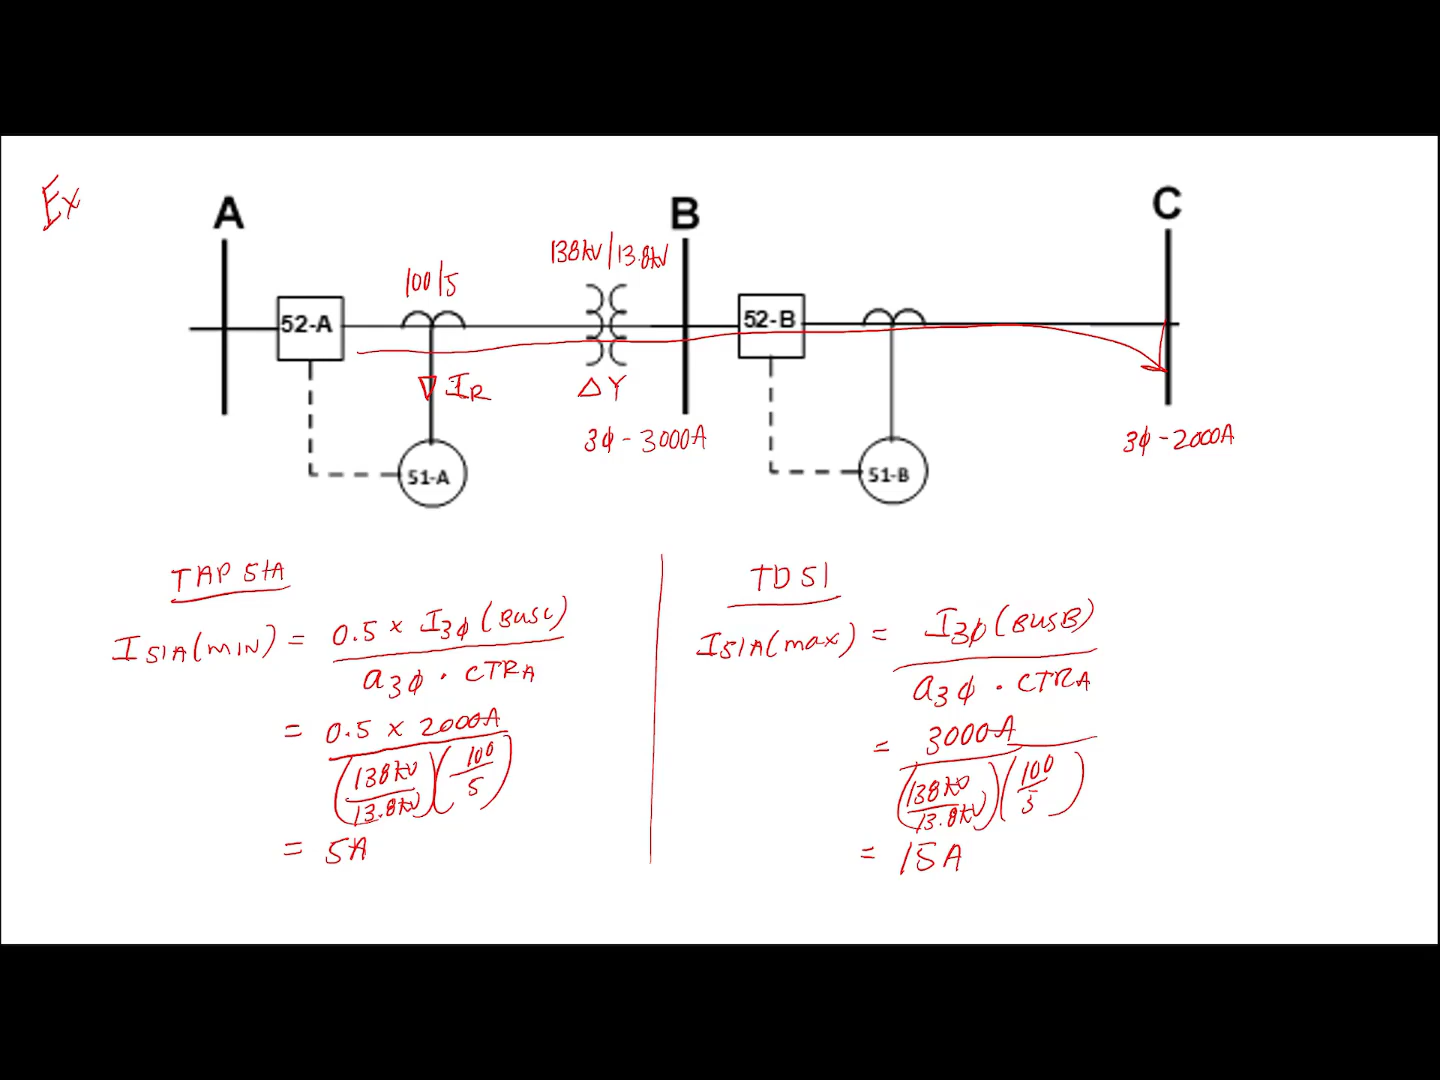 Ex
A
B
C
138kV/13.8kV
100/5
52-A
52-B
IR
ΔY
3ϕ-3000A
3ϕ-2000A
51-A
51-B
TAP 51A
I51A(MIN) = 0.5 × I3ϕ(BUSC)
a3ϕ · CTRA
= 0.5 × 2000A
(138kV/13.8kV)(100/5)
= 5A
TD51
I51A(max) = I3ϕ(BUSB)
a3ϕ · CTRA
= 3000A
(138kV/13.8kV)(100/5)
= 15A